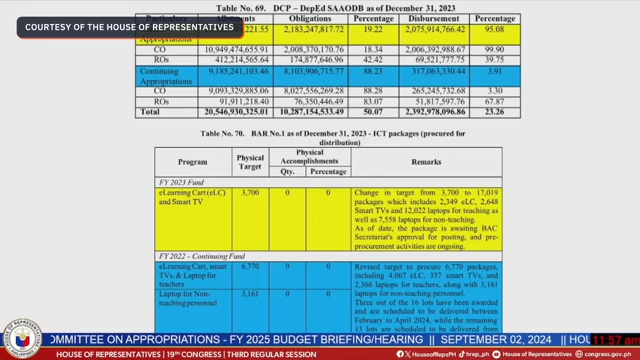 Table No. 69. DCP – DepEd SAAODB as of December 31, 2023
COURTESY OF THE HOUSE OF REPRESENTATIVES
Particulars Allotments Obligations Percentage Disbursement Percentage
Appropriations 221.55 2,183,247,817.72 19.22 2,075,914,766.42 95.08
CO 10,949,474,655.91 2,008,370,170.76 18.34 2,006,392,988.67 99.90
ROs 412,214,565.64 174,877,646.96 42.42 69,521,777.75 39.75
Continuing Appropriations 9,185,241,103.46 8,103,906,715.77 88.23 317,063,330.44 3.91
CO 9,093,329,885.06 8,027,556,269.28 88.28 265,245,732.68 3.30
ROs 91,911,218.40 76,350,446.49 83.07 51,817,597.76 67.87
Total 20,546,930,325.01 10,287,154,533.49 50.07 2,392,978,096.86 23.26
Table No. 70. BAR No.1 as of December 31, 2023 - ICT packages (procured for
distribution)
Program Physical Target Physical Accomplishments Remarks
Qty. Percentage
FY 2023 Fund
eLearning Cart (eLC) and Smart TV 3,700 0 0 Change in target from 3,700 to 17,019
packages which includes 2,349 eLC, 2,648
Smart TVs and 12,022 laptops for teaching as
well as 7,558 laptops for non-teaching.
As of date, the package is awaiting BAC
Secretariat's approval for posting, and pre-
procurement activities are ongoing.
FY 2022 - Continuing Fund
eLearning Cart, smart TVs, & Laptop for teachers 6,770 0 0 Revised target to procure 6,770 packages,
including 4,067 eLC, 337 smart TVs, and
2,366 laptops for teachers, along with 3,161
laptops for non-teaching personnel.
Laptop for Non-teaching personnel 3,161 0 0 Three out of the 16 lots have been awarded
and are scheduled to be delivered between
February to April 2024, while the remaining
13 lots are scheduled to be delivered from
OMMITTEE ON APPROPRIATIONS - FY 2025 BUDGET BRIEFING/HEARING || SEPTEMBER 02, 2024 || HOU
11:57
HOUSE OF REPRESENTATIVES | 19TH CONGRESS | THIRD REGULAR SESSION
HouseofRepsPH hrep_ph congress.gov.ph